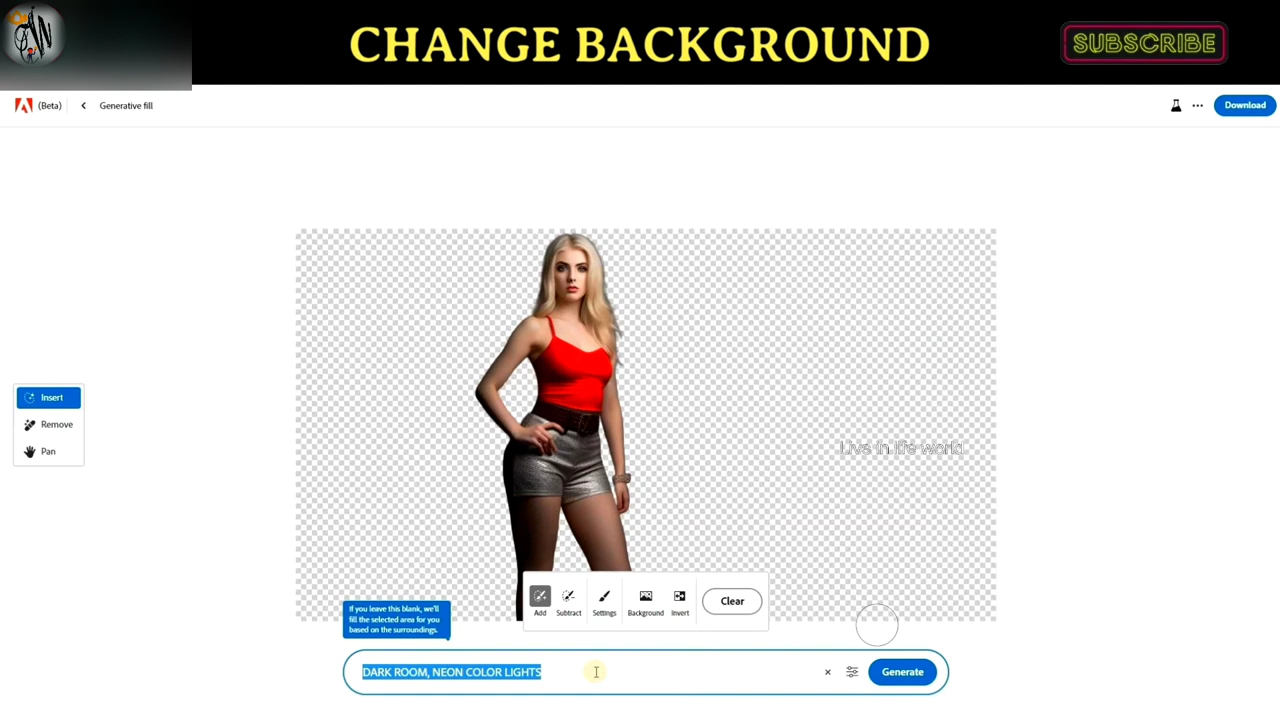 CHANGE BACKGROUND
SUBSCRIBE
(Beta)
Generative fill
Download
Insert
Remove
Pan
Live in life world
If you leave this blank, we'll
fill the selected area for you
based on the surroundings.
Add
Subtract
Settings
Background
Invert
Clear
DARK ROOM, NEON COLOR LIGHTS
Generate